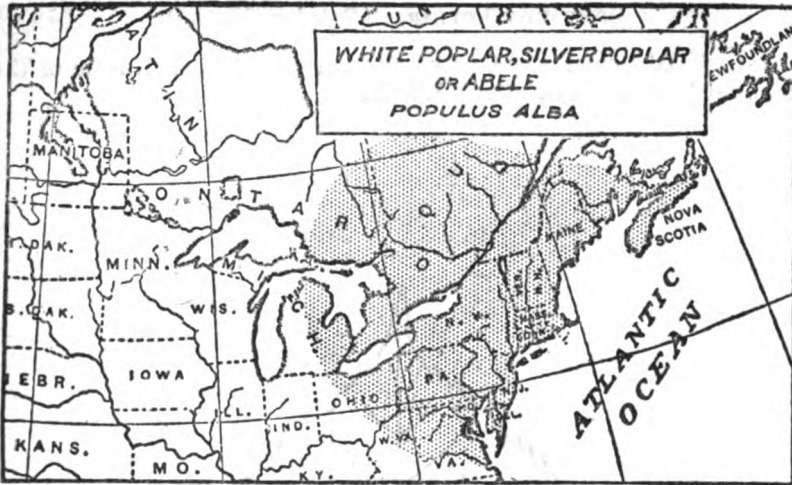 WHITE POPLAR, SILVER POPLAR
OR ABELE
POPULUS ALBA
NEWFOUNDLAND
MANITOBA
ONTARIO
NOVA
SCOTIA
MAINE
DAK.
MINN.
S. DAK.
WIS.
MICH.
N.Y.
N.H.
MASS.
CONN.
NEBR.
IOWA
ILL.
IND.
OHIO
PA.
W.VA.
VA.
KANS.
MO.
KY.
ATLANTIC
OCEAN